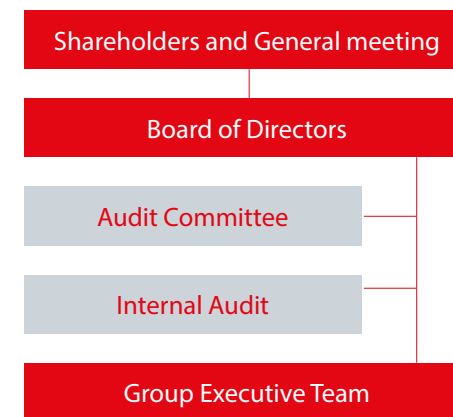 Shareholders and General meeting
Board of Directors
Audit Committee
Internal Audit
Group Executive Team